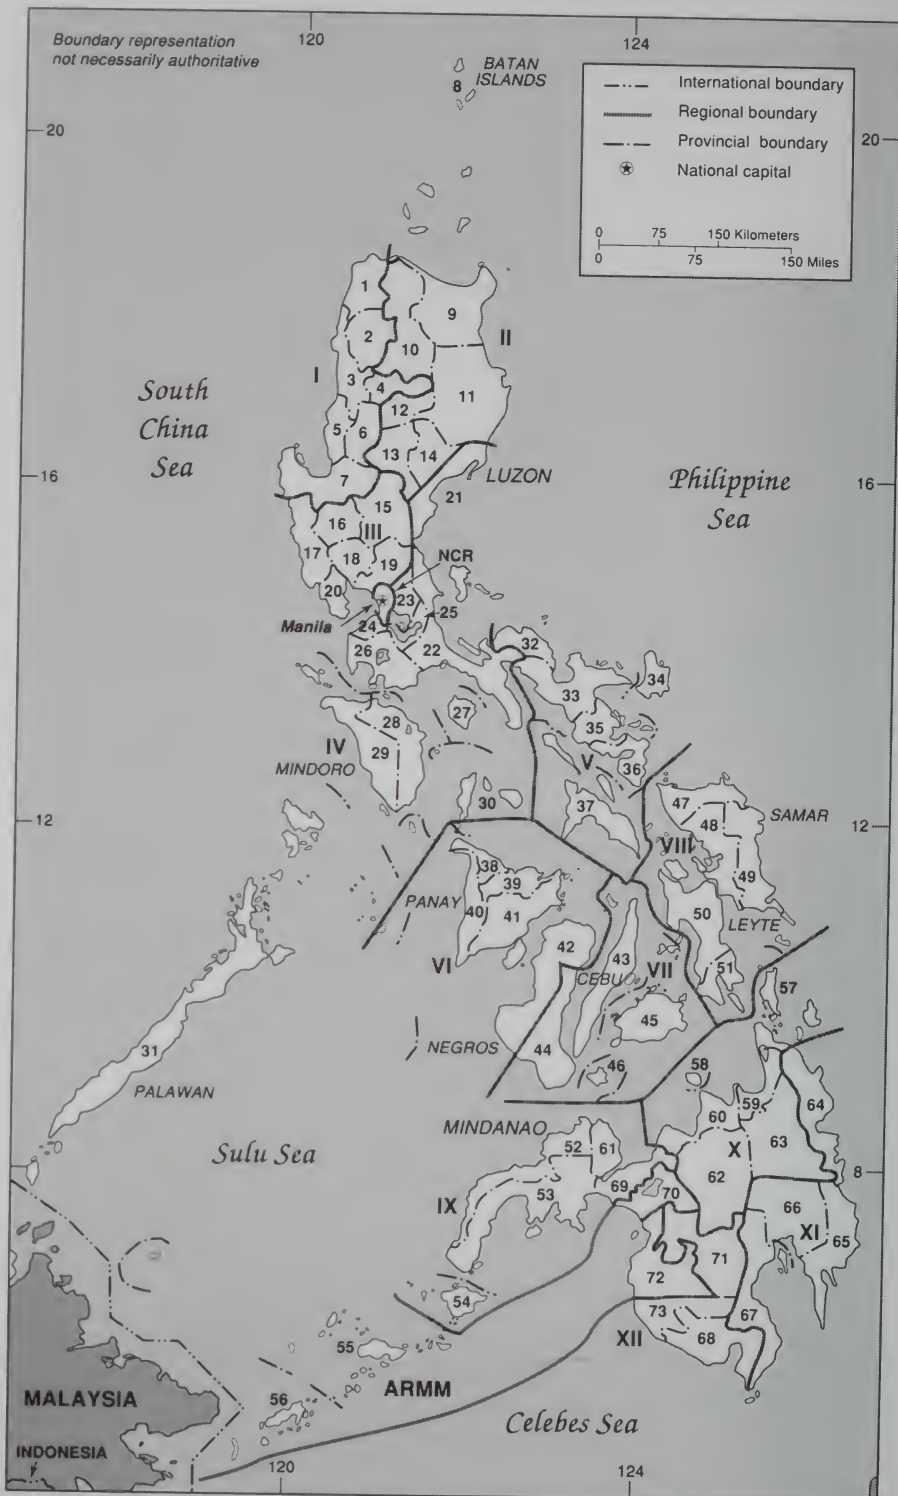 Boundary representation
not necessarily authoritative
120
124
BATAN
ISLANDS
8
International boundary
Regional boundary
Provincial boundary
National capital
0 75 150 Kilometers
0 75 150 Miles
20
20
1
9
2
10
II
I
3
4
11
South
China
Sea
12
5
6
13
14
16
7
LUZON
16
Philippine
Sea
21
15
16
III
17
18
19
NCR
20
23
25
Manila
24
26
22
32
34
33
27
28
35
IV
29
V
36
MINDORO
30
37
47
SAMAR
12
48
12
VIII
38
39
49
PANAY
40
41
50
LEYTE
42
43
51
VI
CEBU
VII
57
45
44
31
NEGROS
46
58
PALAWAN
59
64
60
MINDANAO
52
61
X
63
Sulu Sea
62
8
69
70
53
IX
66
XI
65
71
72
54
73
67
XII
68
55
ARMM
56
MALAYSIA
Celebes Sea
INDONESIA
120
124